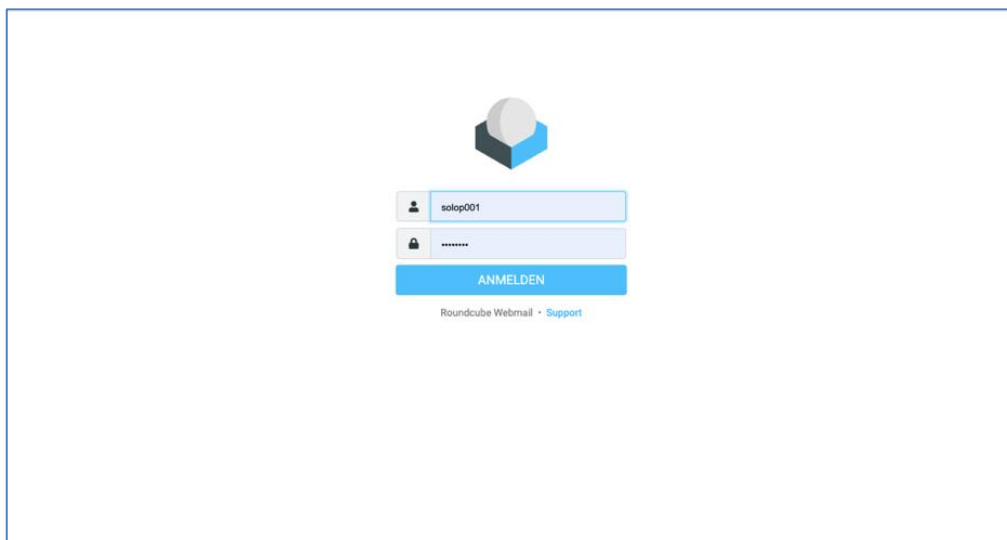 solop001
••••••••
ANMELDEN
Roundcube Webmail • Support